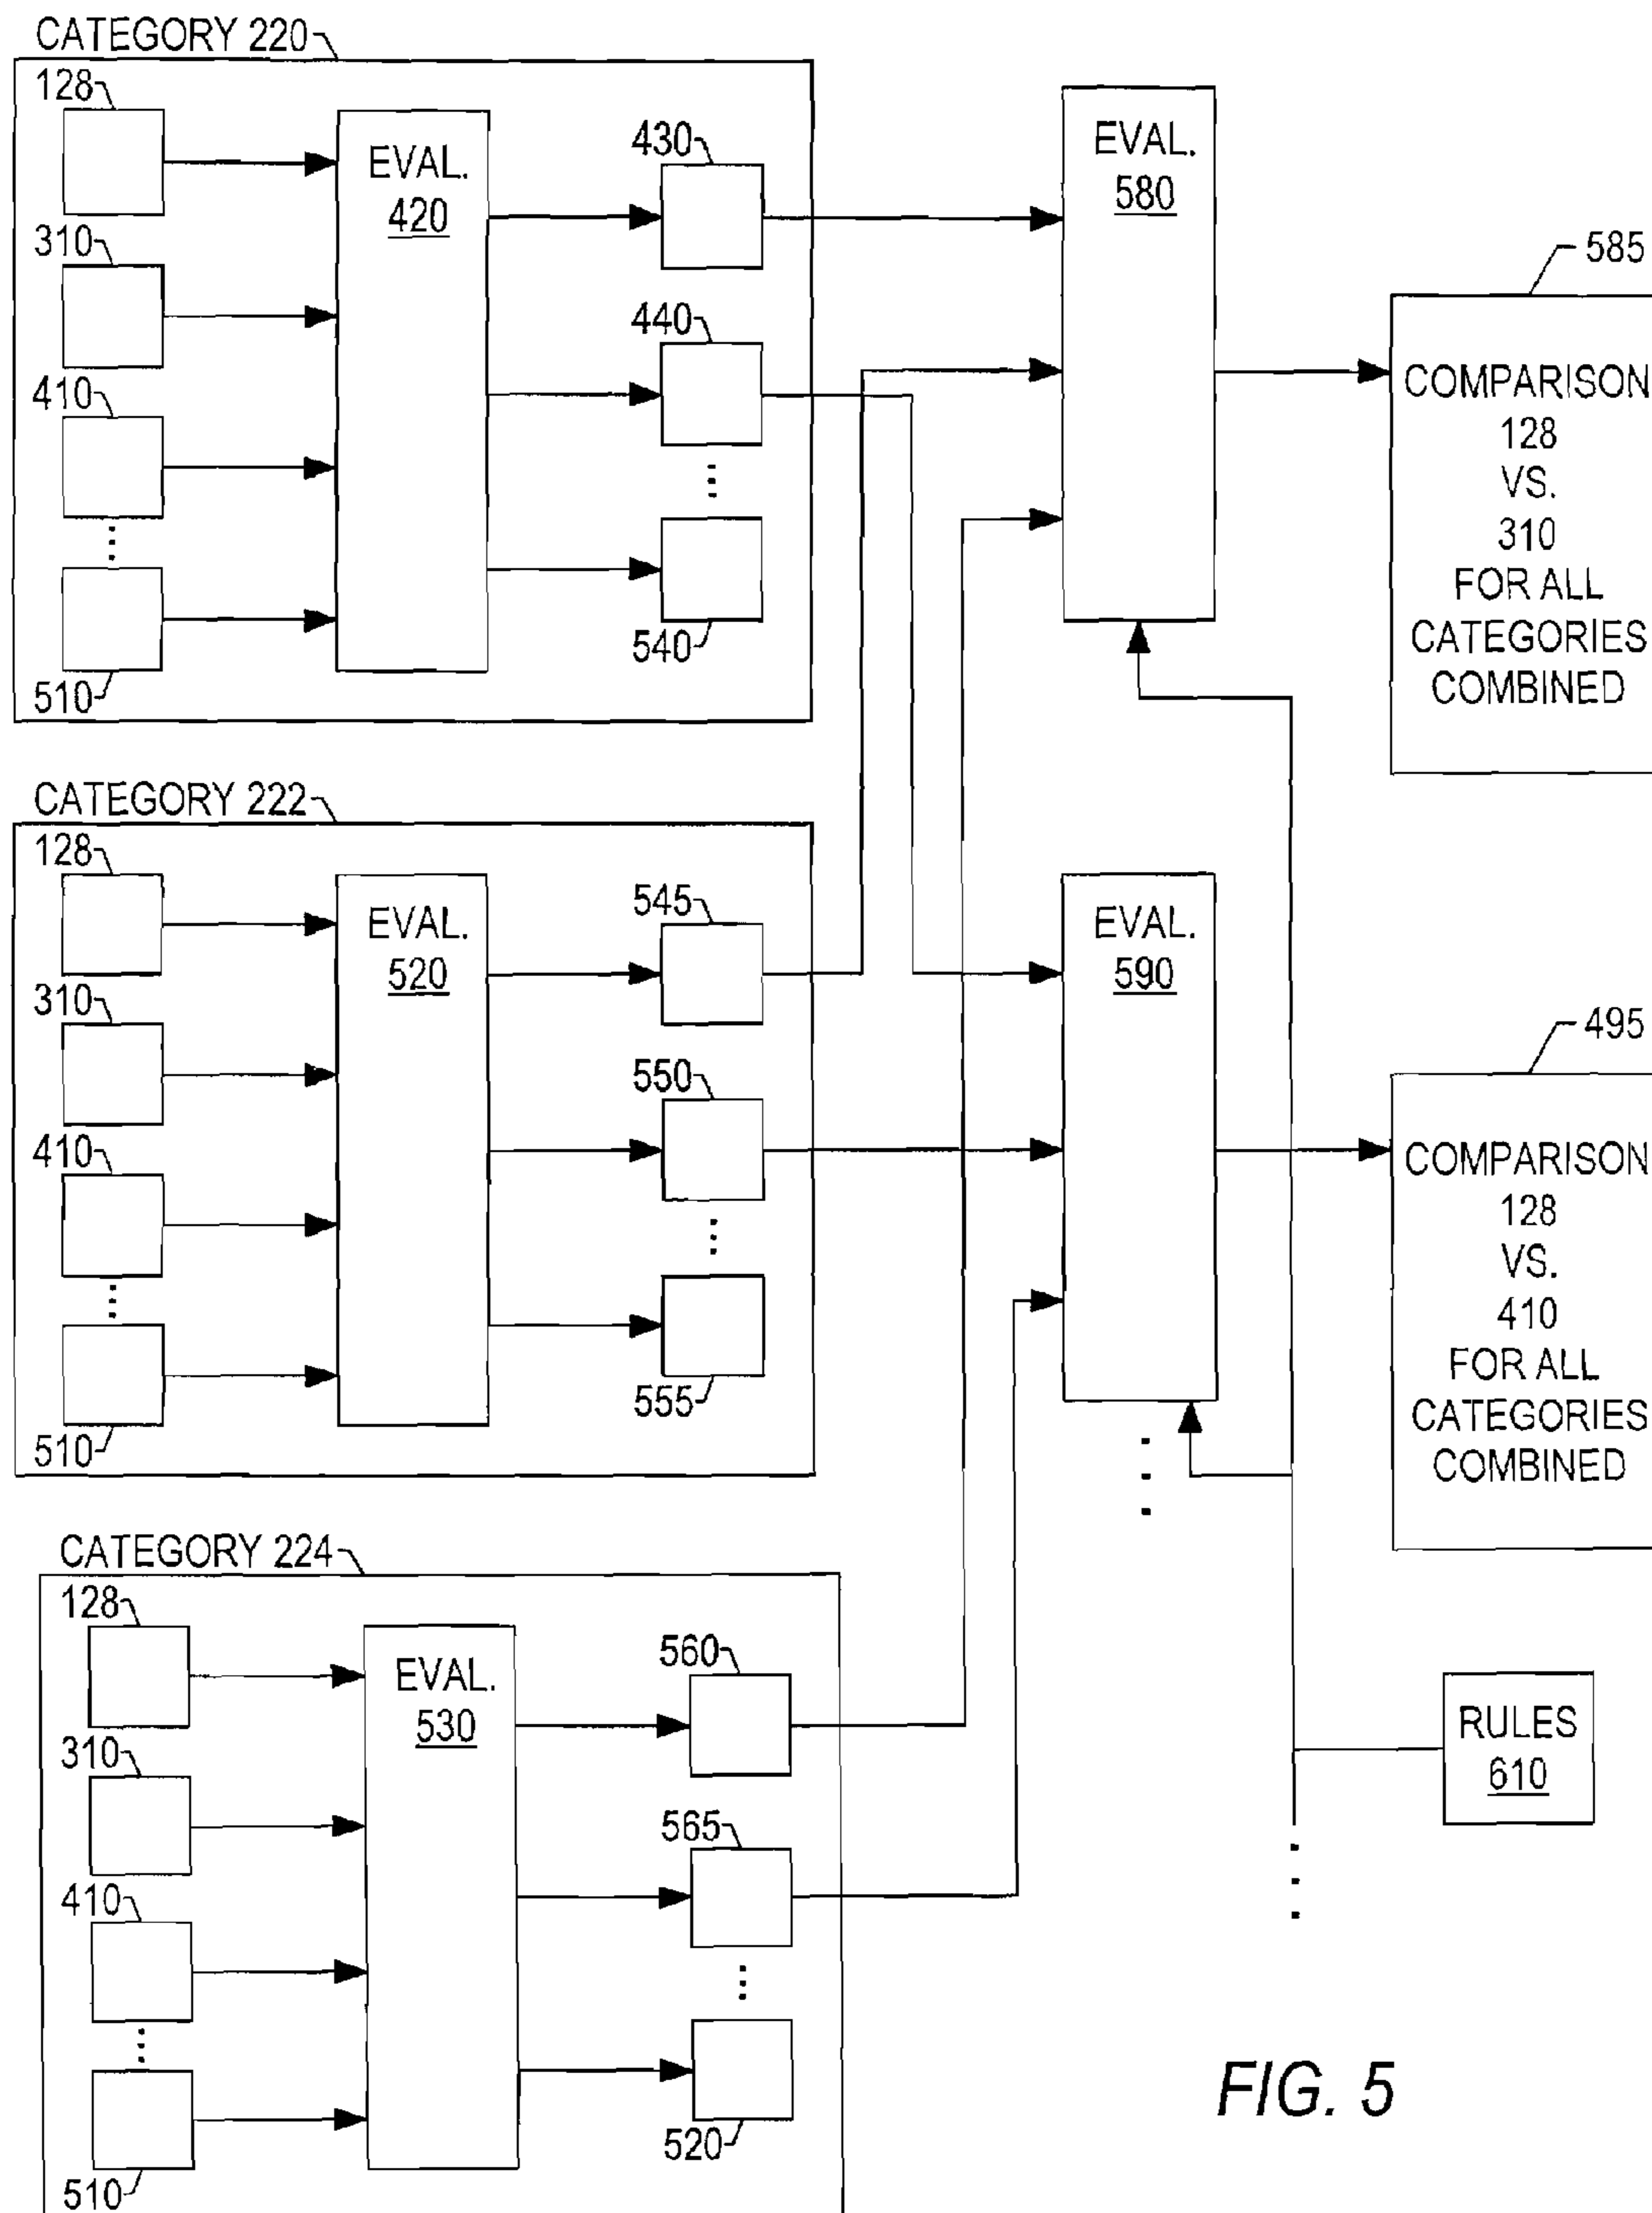 CATEGORY 220
128
310
410
510
EVAL.
420
430
440
540
CATEGORY 222
128
310
410
510
EVAL.
520
545
550
555
CATEGORY 224
128
310
410
510
EVAL.
530
560
565
520
EVAL.
580
EVAL.
590
585
COMPARISON
128
VS.
310
FOR ALL
CATEGORIES
COMBINED
495
COMPARISON
128
VS.
410
FOR ALL
CATEGORIES
COMBINED
RULES
610
FIG. 5